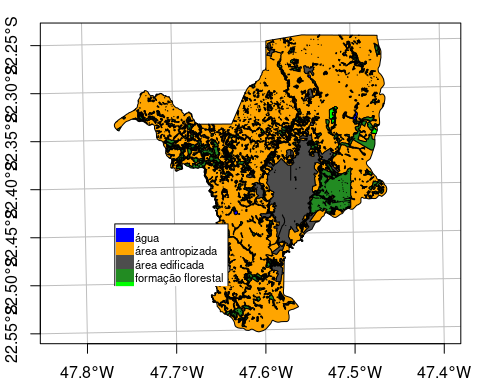 22.25°S
22.30°S
22.35°S
22.40°S
22.45°S
22.50°S
22.55°S
água
área antropizada
área edificada
formação florestal
47.8°W
47.7°W
47.6°W
47.5°W
47.4°W